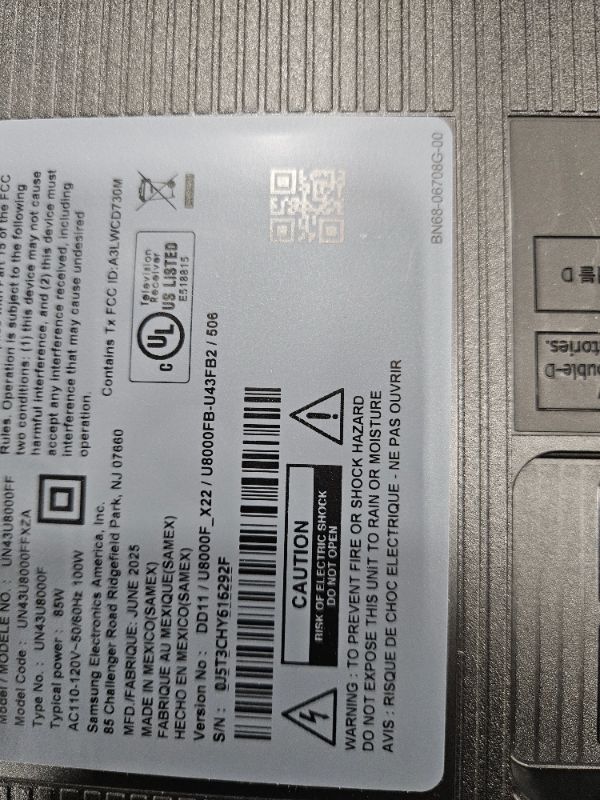 Model / MODELE NO. : UN43U8000FF
Model Code : UN43U8000FFXZA
Type No. : UN43U8000F
Typical power : 85W
AC110-120V~50/60Hz 100W
Samsung Electronics America, Inc.
85 Challenger Road Ridgefield Park, NJ 07660
MFD./FABRIQUE: JUNE 2025
MADE IN MEXICO(SAMEX)
FABRIQUE AU MEXIQUE(SAMEX)
HECHO EN MEXICO(SAMEX)
Version No : DD11 / U8000F_X22 / U8000FB-U43FB2 / 506
S/N : 0J5T3CHY616292F
Rules. Operation is subject to the following
two conditions: (1) this device may not cause
harmful interference, and (2) this device must
accept any interference received, including
interference that may cause undesired
operation.
Contains Tx FCC ID:A3LWCD730M
C UL US LISTED
Television
Receiver
E518815
CAUTION
RISK OF ELECTRIC SHOCK
DO NOT OPEN
WARNING : TO PREVENT FIRE OR SHOCK HAZARD
DO NOT EXPOSE THIS UNIT TO RAIN OR MOISTURE
AVIS : RISQUE DE CHOC ELECTRIQUE - NE PAS OUVRIR
BN68-06708G-00